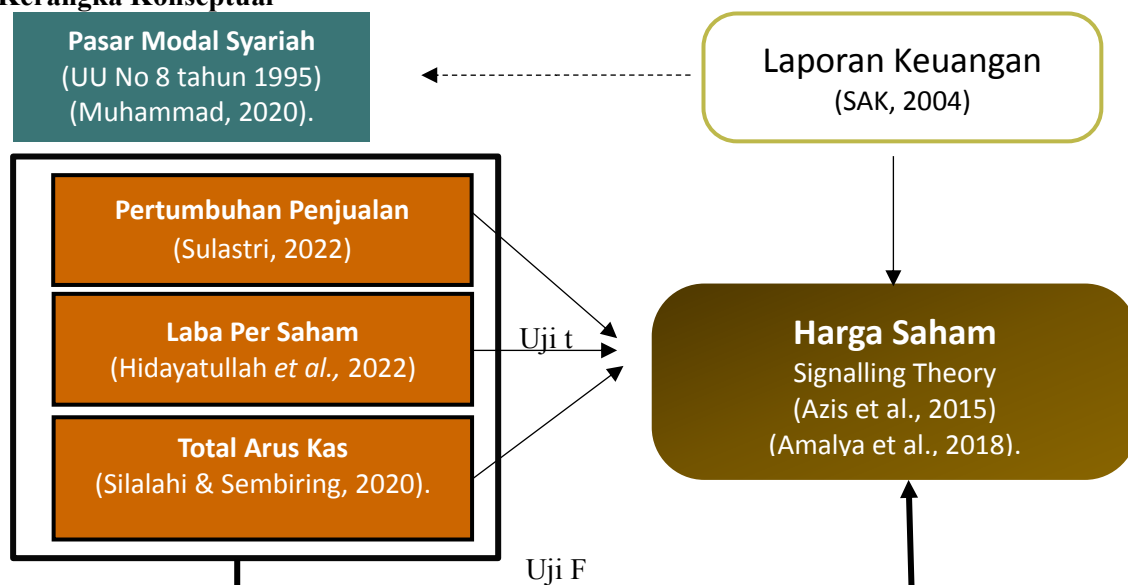 Kerangka Konseptual
Pasar Modal Syariah
(UU No 8 tahun 1995)
(Muhammad, 2020).
Laporan Keuangan
(SAK, 2004)
Pertumbuhan Penjualan
(Sulastri, 2022)
Laba Per Saham
(Hidayatullah et al., 2022)
Total Arus Kas
(Silalahi & Sembiring, 2020).
Uji t
Harga Saham
Signalling Theory
(Azis et al., 2015)
(Amalya et al., 2018).
Uji F